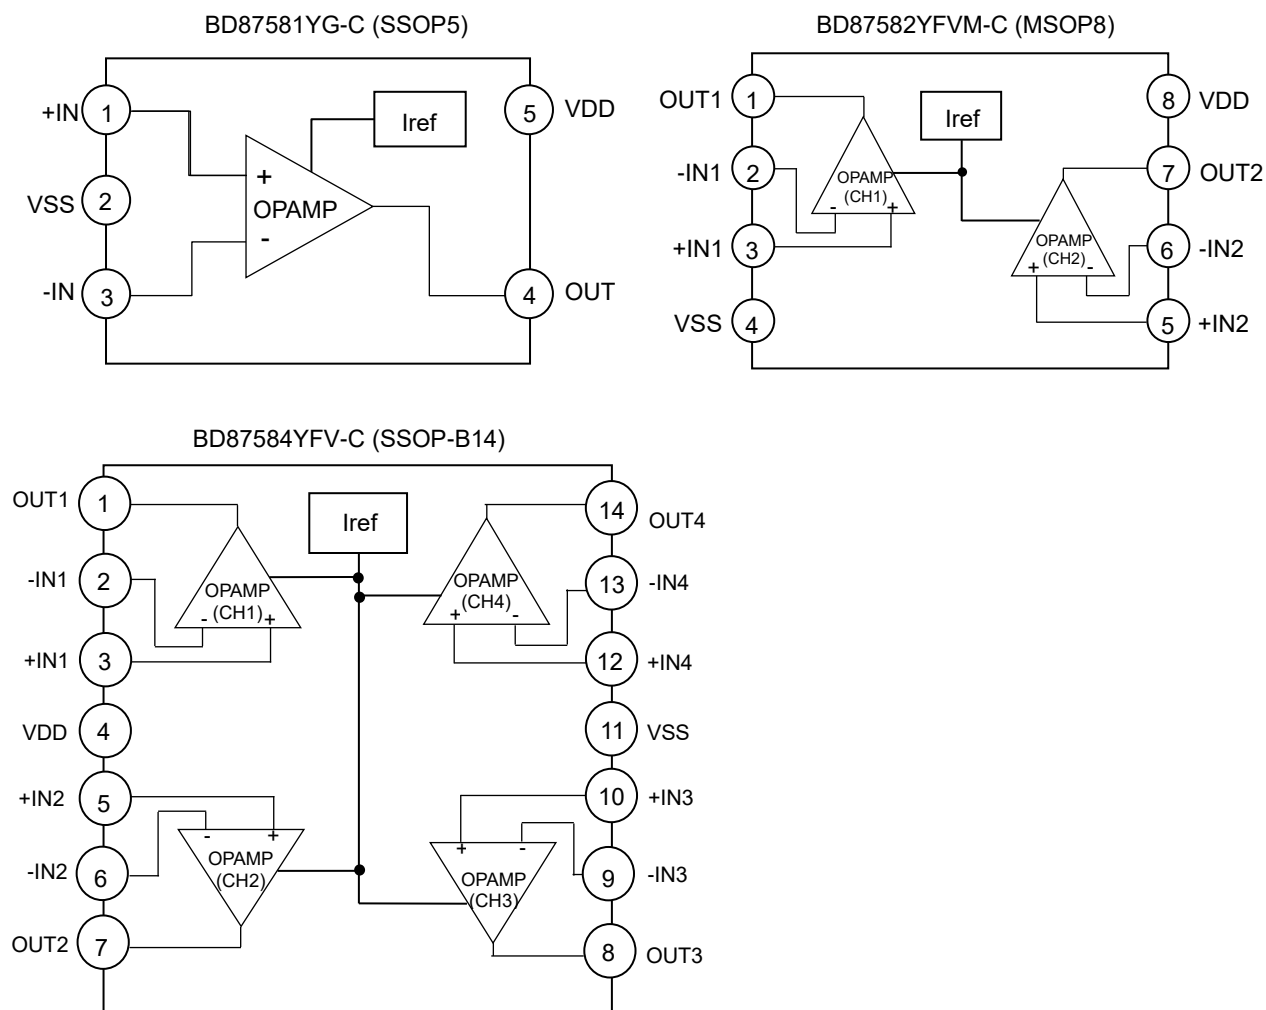 BD87581YG-C (SSOP5)
+IN
1
VSS
2
-IN
3
+
OPAMP
-
Iref
5
VDD
4
OUT
BD87582YFVM-C (MSOP8)
OUT1
1
-IN1
2
+IN1
3
VSS
4
OPAMP
(CH1)
-
+
Iref
OPAMP
(CH2)
+
-
8
VDD
7
OUT2
6
-IN2
5
+IN2
BD87584YFV-C (SSOP-B14)
OUT1
1
-IN1
2
+IN1
3
VDD
4
+IN2
5
-IN2
6
OUT2
7
OPAMP
(CH1)
-
+
Iref
OPAMP
(CH4)
+
-
-
+
OPAMP
(CH2)
+
-
OPAMP
(CH3)
14
OUT4
13
-IN4
12
+IN4
11
VSS
10
+IN3
9
-IN3
8
OUT3